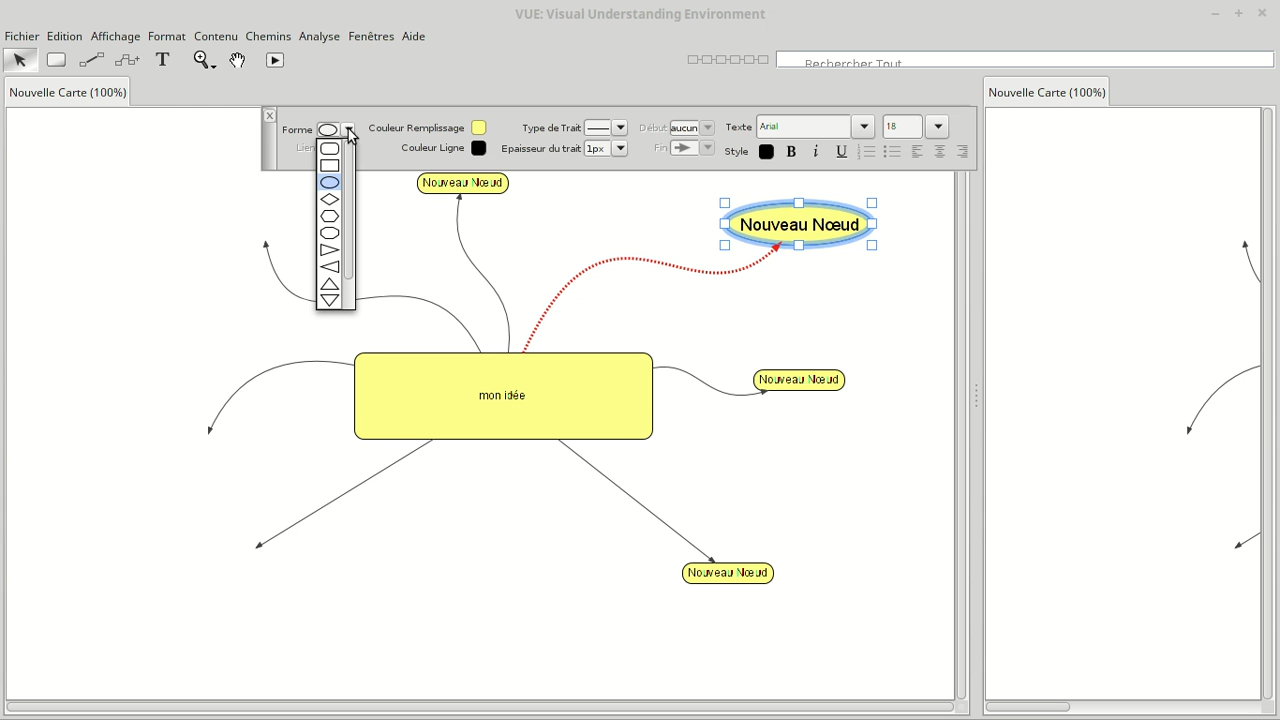 VUE: Visual Understanding Environment
Fichier Edition Affichage Format Contenu Chemins Analyse Fenêtres Aide
Rechercher Tout
Nouvelle Carte (100%)
Nouvelle Carte (100%)
Forme
Couleur Remplissage
Type de Trait
Début aucun
Texte Arial 18
Lien
Couleur Ligne
Epaisseur du trait 1px
Fin
Style B i U
Nouveau Nœud
Nouveau Nœud
Nouveau Nœud
mon idée
Nouveau Nœud